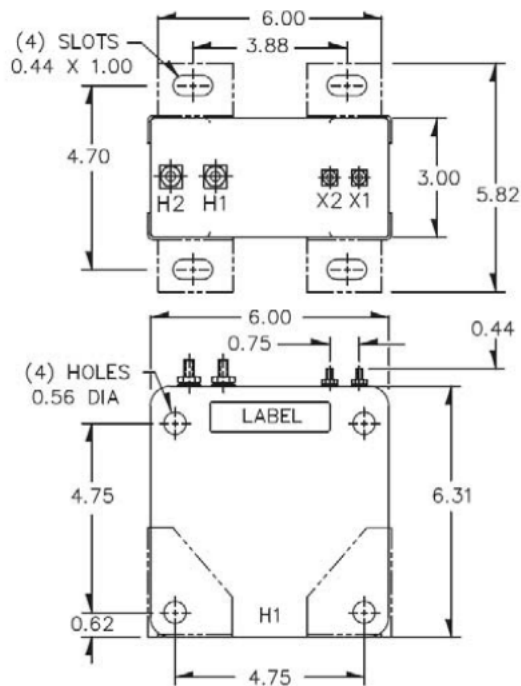 6.00
(4) SLOTS
3.88
0.44 X 1.00
4.70
3.00
5.82
H2 H1 X2 X1
6.00
0.75
0.44
(4) HOLES
0.56 DIA
LABEL
4.75
6.31
0.62
H1
4.75